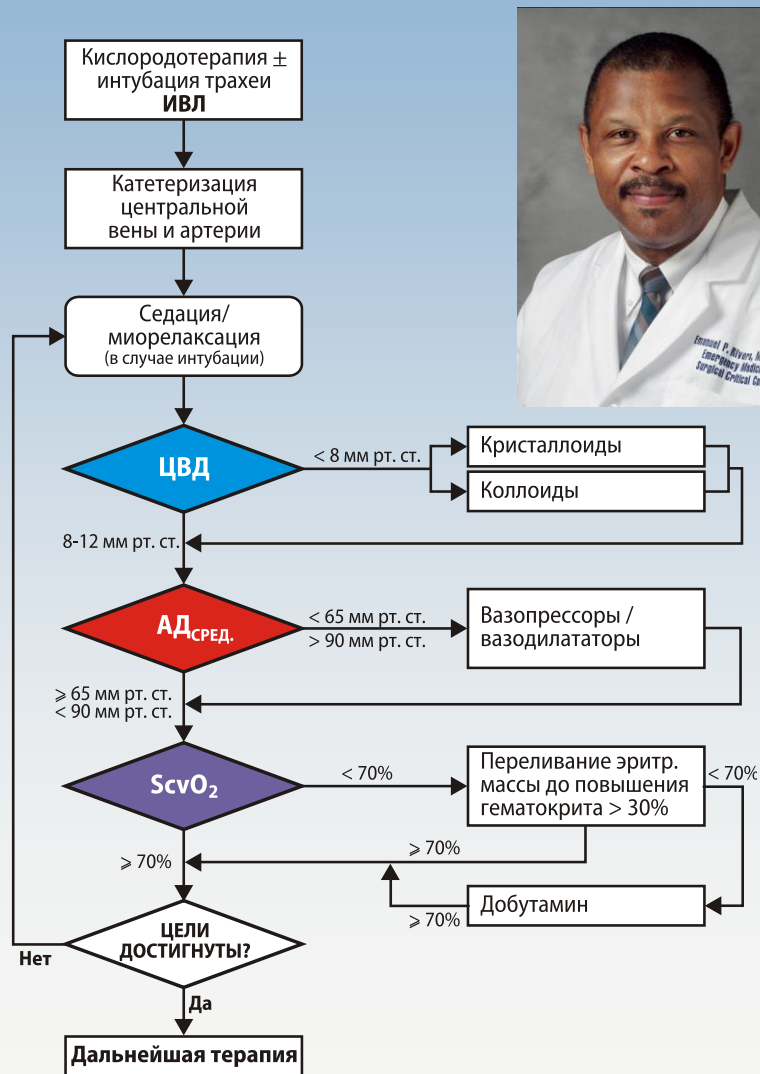 Кислородотерапия ±
интубация трахеи
ИВЛ
Катетеризация
центральной
вены и артерии
Седация/
миорелаксация
(в случае интубации)
Emanuel P. Rivers, M
Emergency Medicin
Surgical Critical Ca
ЦВД
< 8 мм рт. ст.
Кристаллоиды
Коллоиды
8-12 мм рт. ст.
АДСРЕД.
< 65 мм рт. ст.
> 90 мм рт. ст.
Вазопрессоры /
вазодилататоры
⩾ 65 мм рт. ст.
< 90 мм рт. ст.
ScvO₂
< 70%
Переливание эритр.
массы до повышения
гематокрита > 30%
< 70%
⩾ 70%
⩾ 70%
Добутамин
⩾ 70%
ЦЕЛИ
ДОСТИГНУТЫ?
Нет
Да
Дальнейшая терапия